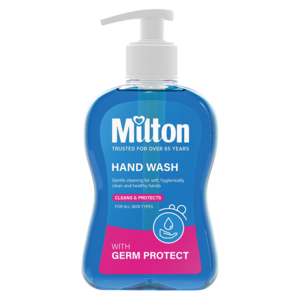 Milton
TRUSTED FOR OVER 65 YEARS
HAND WASH
Gentle cleaning for soft, hygienically
clean and healthy hands
CLEANS & PROTECTS
FOR ALL SKIN TYPES
WITH
GERM PROTECT